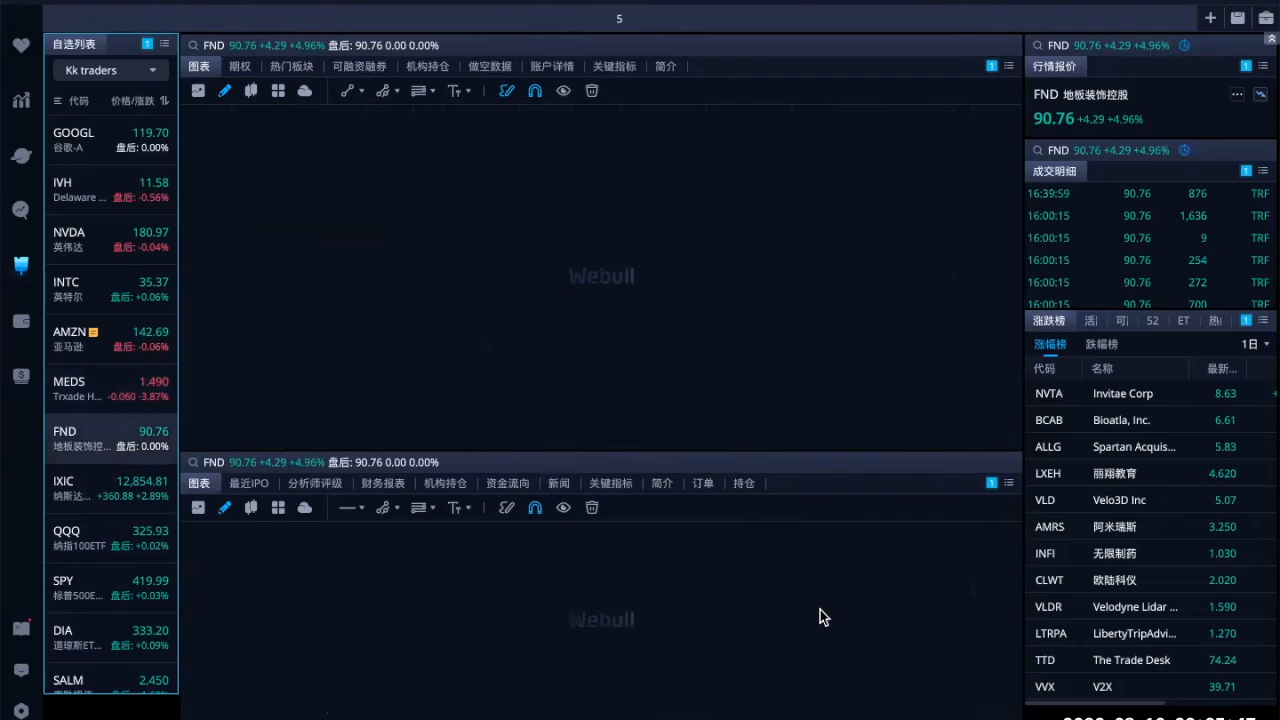 5
自选列表 1
Kk traders
代码 价格/涨跌
GOOGL 119.70
谷歌-A 盘后: 0.00%
IVH 11.58
Delaware ... 盘后: -0.56%
NVDA 180.97
英伟达 盘后: -0.04%
INTC 35.37
英特尔 盘后: +0.06%
AMZN 142.69
亚马逊 盘后: -0.06%
MEDS 1.490
Trxade H... -0.060 -3.87%
FND 90.76
地板装饰控... 盘后: 0.00%
IXIC 12,854.81
纳斯达... +360.88 +2.89%
QQQ 325.93
纳指100ETF 盘后: +0.02%
SPY 419.99
标普500E... 盘后: +0.03%
DIA 333.20
道琼斯ET... 盘后: +0.09%
SALM 2.450
FND 90.76 +4.29 +4.96% 盘后: 90.76 0.00 0.00%
图表 期权 热门板块 可融资融券 机构持仓 做空数据 账户详情 关键指标 简介 1
Webull
FND 90.76 +4.29 +4.96% 盘后: 90.76 0.00 0.00%
图表 最近IPO 分析师评级 财务报表 机构持仓 资金流向 新闻 关键指标 简介 订单 持仓 1
Webull
FND 90.76 +4.29 +4.96%
行情报价 1
FND 地板装饰控股
90.76 +4.29 +4.96%
FND 90.76 +4.29 +4.96%
成交明细 1
16:39:59 90.76 876 TRF
16:00:15 90.76 1,636 TRF
16:00:15 90.76 9 TRF
16:00:15 90.76 254 TRF
16:00:15 90.76 272 TRF
16:00:15 90.76 700 TRF
涨跌榜 52 ET 1
涨幅榜 跌幅榜 1日
代码 名称 最新...
NVTA Invitae Corp 8.63
BCAB Bioatla, Inc. 6.61
ALLG Spartan Acquis... 5.83
LXEH 丽翔教育 4.620
VLD Velo3D Inc 5.07
AMRS 阿米瑞斯 3.250
INFI 无限制药 1.030
CLWT 欧陆科仪 2.020
VLDR Velodyne Lidar ... 1.590
LTRPA LibertyTripAdvi... 1.270
TTD The Trade Desk 74.24
VVX V2X 39.71